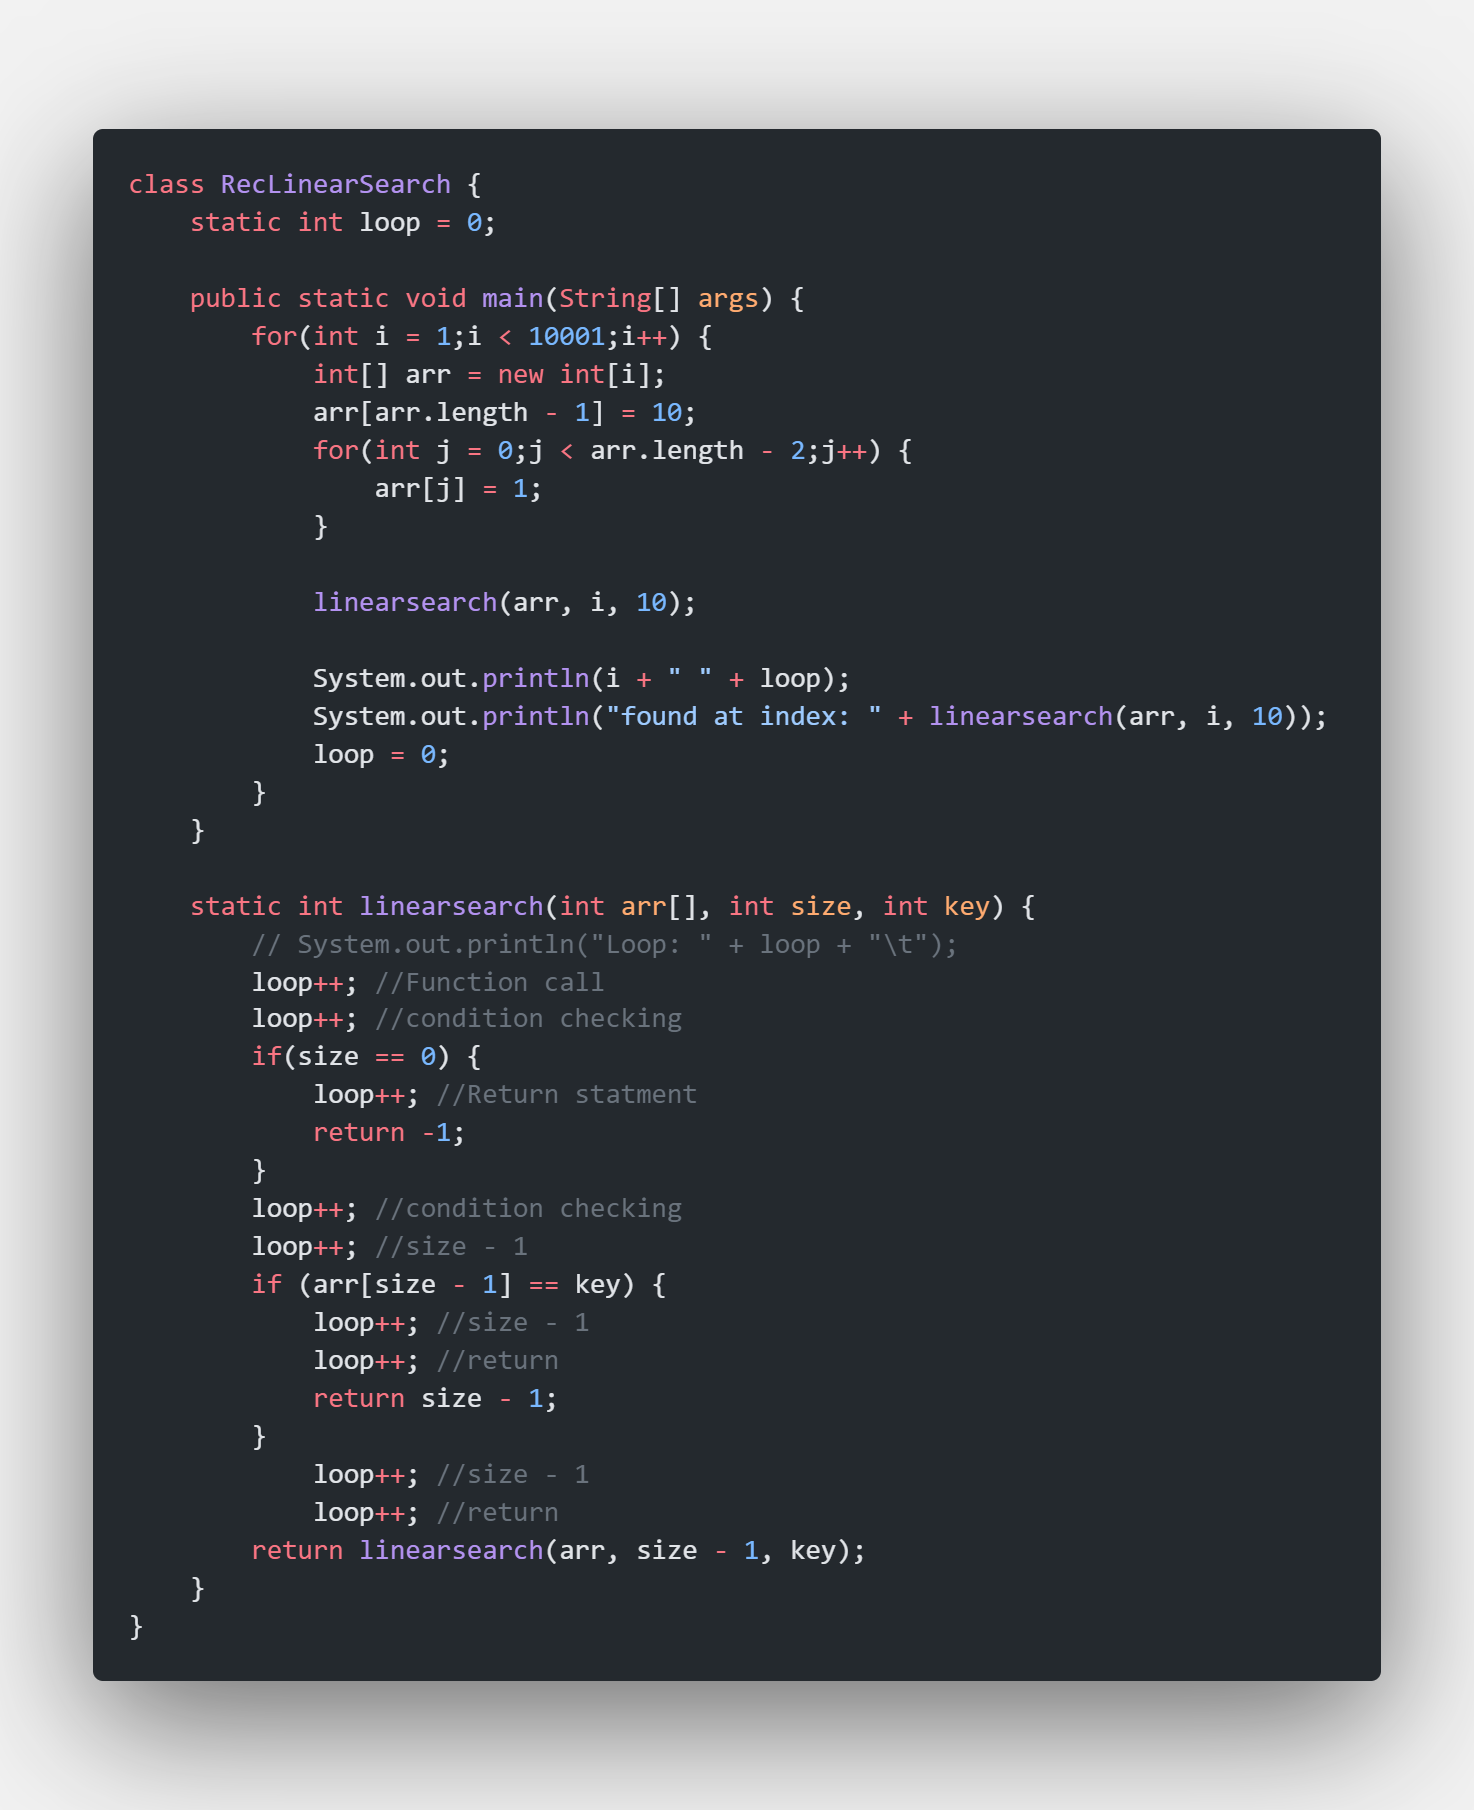 class RecLinearSearch {
    static int loop = 0;

    public static void main(String[] args) {
        for(int i = 1;i < 10001;i++) {
            int[] arr = new int[i];
            arr[arr.length - 1] = 10;
            for(int j = 0;j < arr.length - 2;j++) {
                arr[j] = 1;
            }

            linearsearch(arr, i, 10);

            System.out.println(i + " " + loop);
            System.out.println("found at index: " + linearsearch(arr, i, 10));
            loop = 0;
        }
    }

    static int linearsearch(int arr[], int size, int key) {
        // System.out.println("Loop: " + loop + "\t");
        loop++; //Function call
        loop++; //condition checking
        if(size == 0) {
            loop++; //Return statment
            return -1;
        }
        loop++; //condition checking
        loop++; //size - 1
        if (arr[size - 1] == key) {
            loop++; //size - 1
            loop++; //return
            return size - 1;
        }
            loop++; //size - 1
            loop++; //return
        return linearsearch(arr, size - 1, key);
    }
}